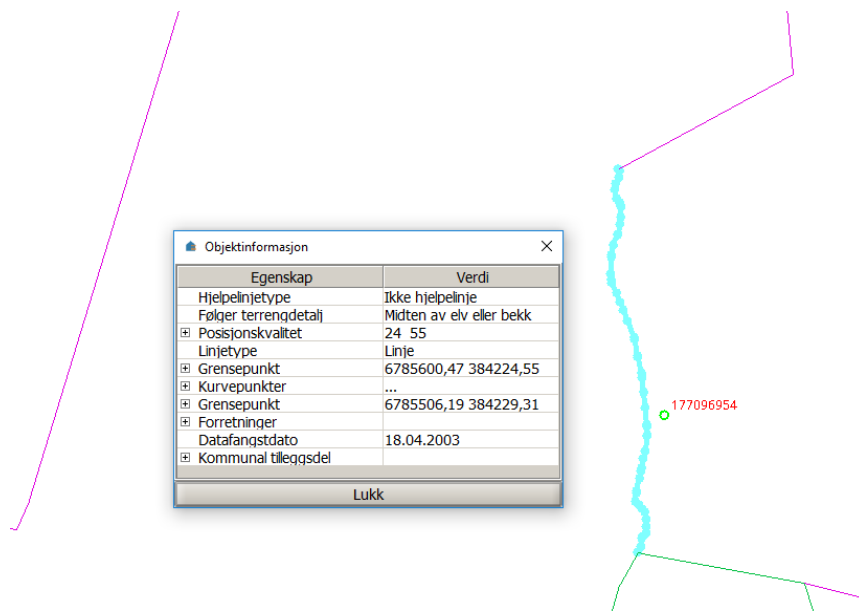 Objektinformasjon
Egenskap Verdi
Hjelpelinjetype Ikke hjelpelinje
Følger terrengdetalj Midten av elv eller bekk
Posisjonskvalitet 24 55
Linjetype Linje
Grensepunkt 6785600,47 384224,55
Kurvepunkter ...
Grensepunkt 6785506,19 384229,31
Forretninger
Datafangstdato 18.04.2003
Kommunal tilleggsdel
Lukk
177096954